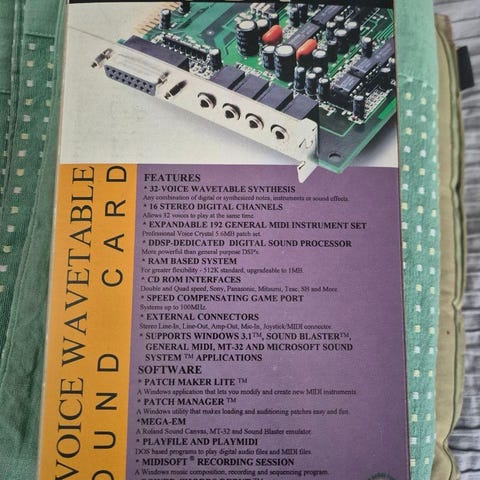 VOICE WAVETABLE
OUND CARD
FEATURES
* 32-VOICE WAVETABLE SYNTHESIS
Any combination of digital or synthesized notes, instruments or sound effects.
* 16 STEREO DIGITAL CHANNELS
Allows 32 voices to play at the same time.
* EXPANDABLE 192 GENERAL MIDI INSTRUMENT SET
Professional Voice Crystal 5.6MB patch set.
* DDSP-DEDICATED DIGITAL SOUND PROCESSOR
More powerful than general purpose DSP's.
* RAM BASED SYSTEM
For greater flexibility - 512K standard, upgradeable to 1MB.
* CD ROM INTERFACES
Double and Quad speed, Sony, Panasonic, Mitsumi, Teac, SH and More.
* SPEED COMPENSATING GAME PORT
Systems up to 100MHz.
* EXTERNAL CONNECTORS
Stereo Line-In, Line-Out, Amp-Out, Mic-In, Joystick/MIDI connector.
* SUPPORTS WINDOWS 3.1™, SOUND BLASTER™,
GENERAL MIDI, MT-32 AND MICROSOFT SOUND
SYSTEM ™ APPLICATIONS
SOFTWARE
* PATCH MAKER LITE ™
A Windows application that lets you modify and create new MIDI instruments.
* PATCH MANAGER ™
A Windows utility that makes loading and auditioning patches easy and fun.
*MEGA-EM
A Roland Sound Canvas, MT-32 and Sound Blaster emulator.
* PLAYFILE AND PLAYMIDI
DOS based programs to play digital audio files and MIDI files.
* MIDISOFT ® RECORDING SESSION
A Windows music composition, recording and sequencing program.